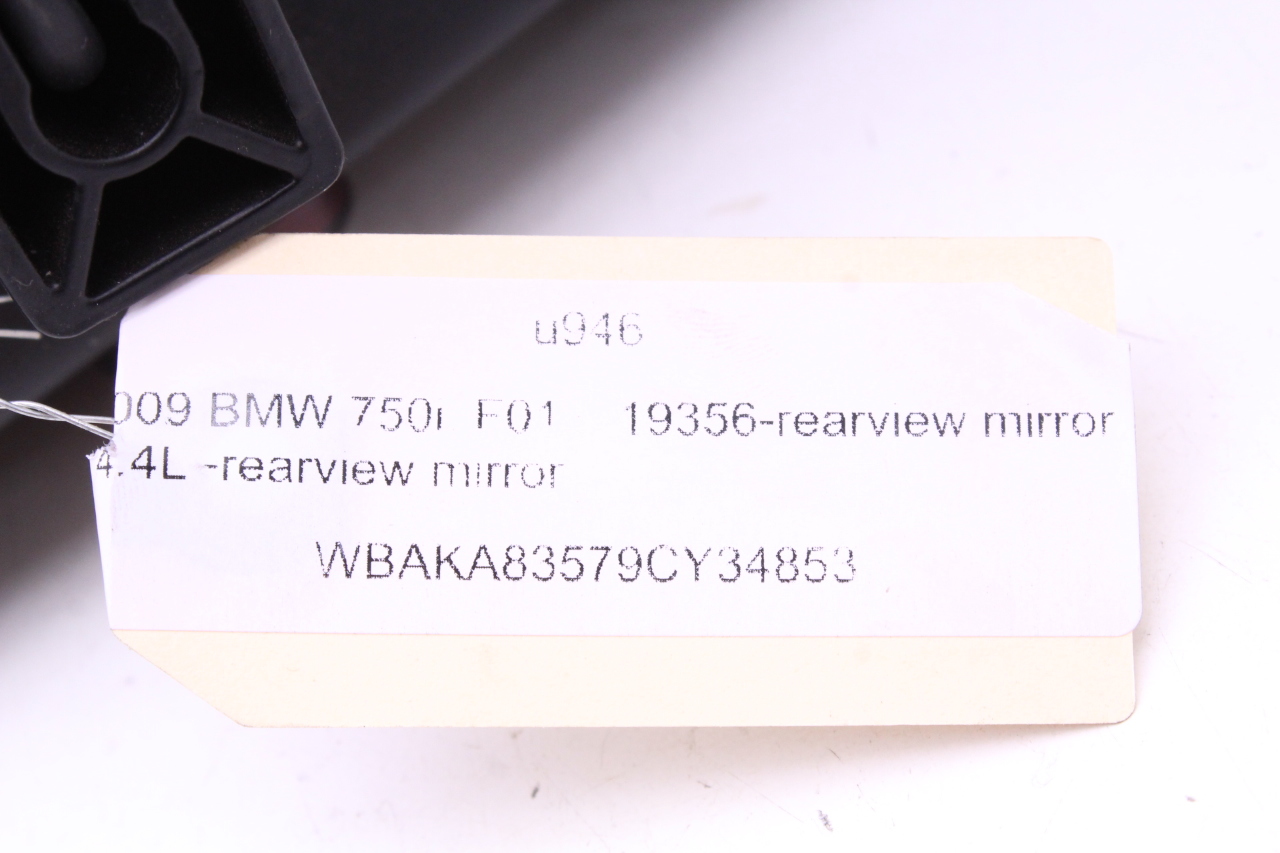 u946
009 BMW 750i F01 19356-rearview mirror
4.4L -rearview mirror
WBAKA83579CY34853